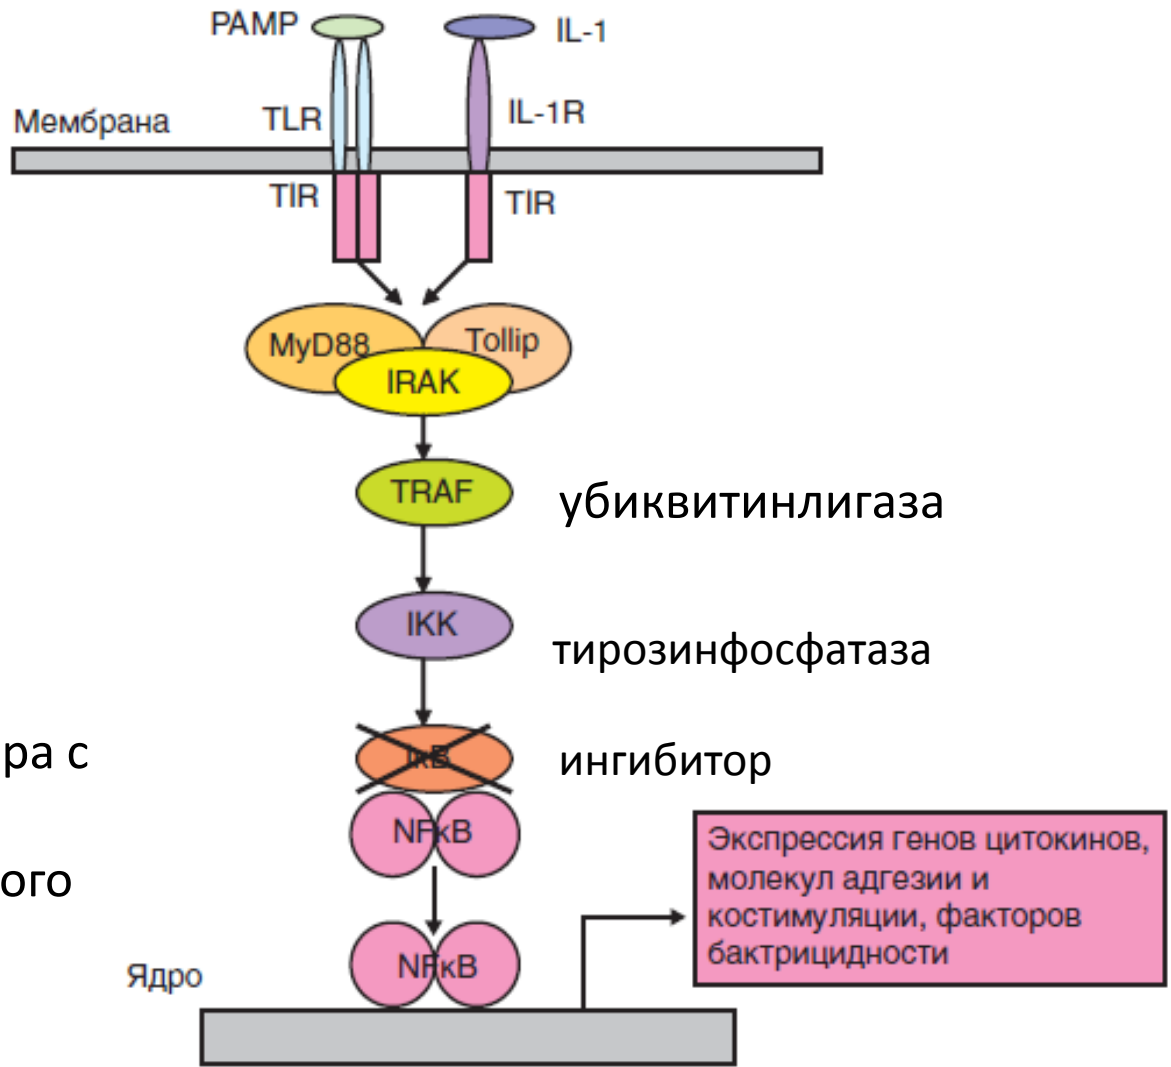 PAMP
IL-1
TLR
IL-1R
Мембрана
TIR
TIR
MyD88
Tollip
IRAK
TRAF
убиквитинлигаза
IKK
тирозинфосфатаза
ра с
IκB
ингибитор
NFκB
ого
Экспрессия генов цитокинов,
молекул адгезии и
костимуляции, факторов
бактрицидности
NFκB
Ядро